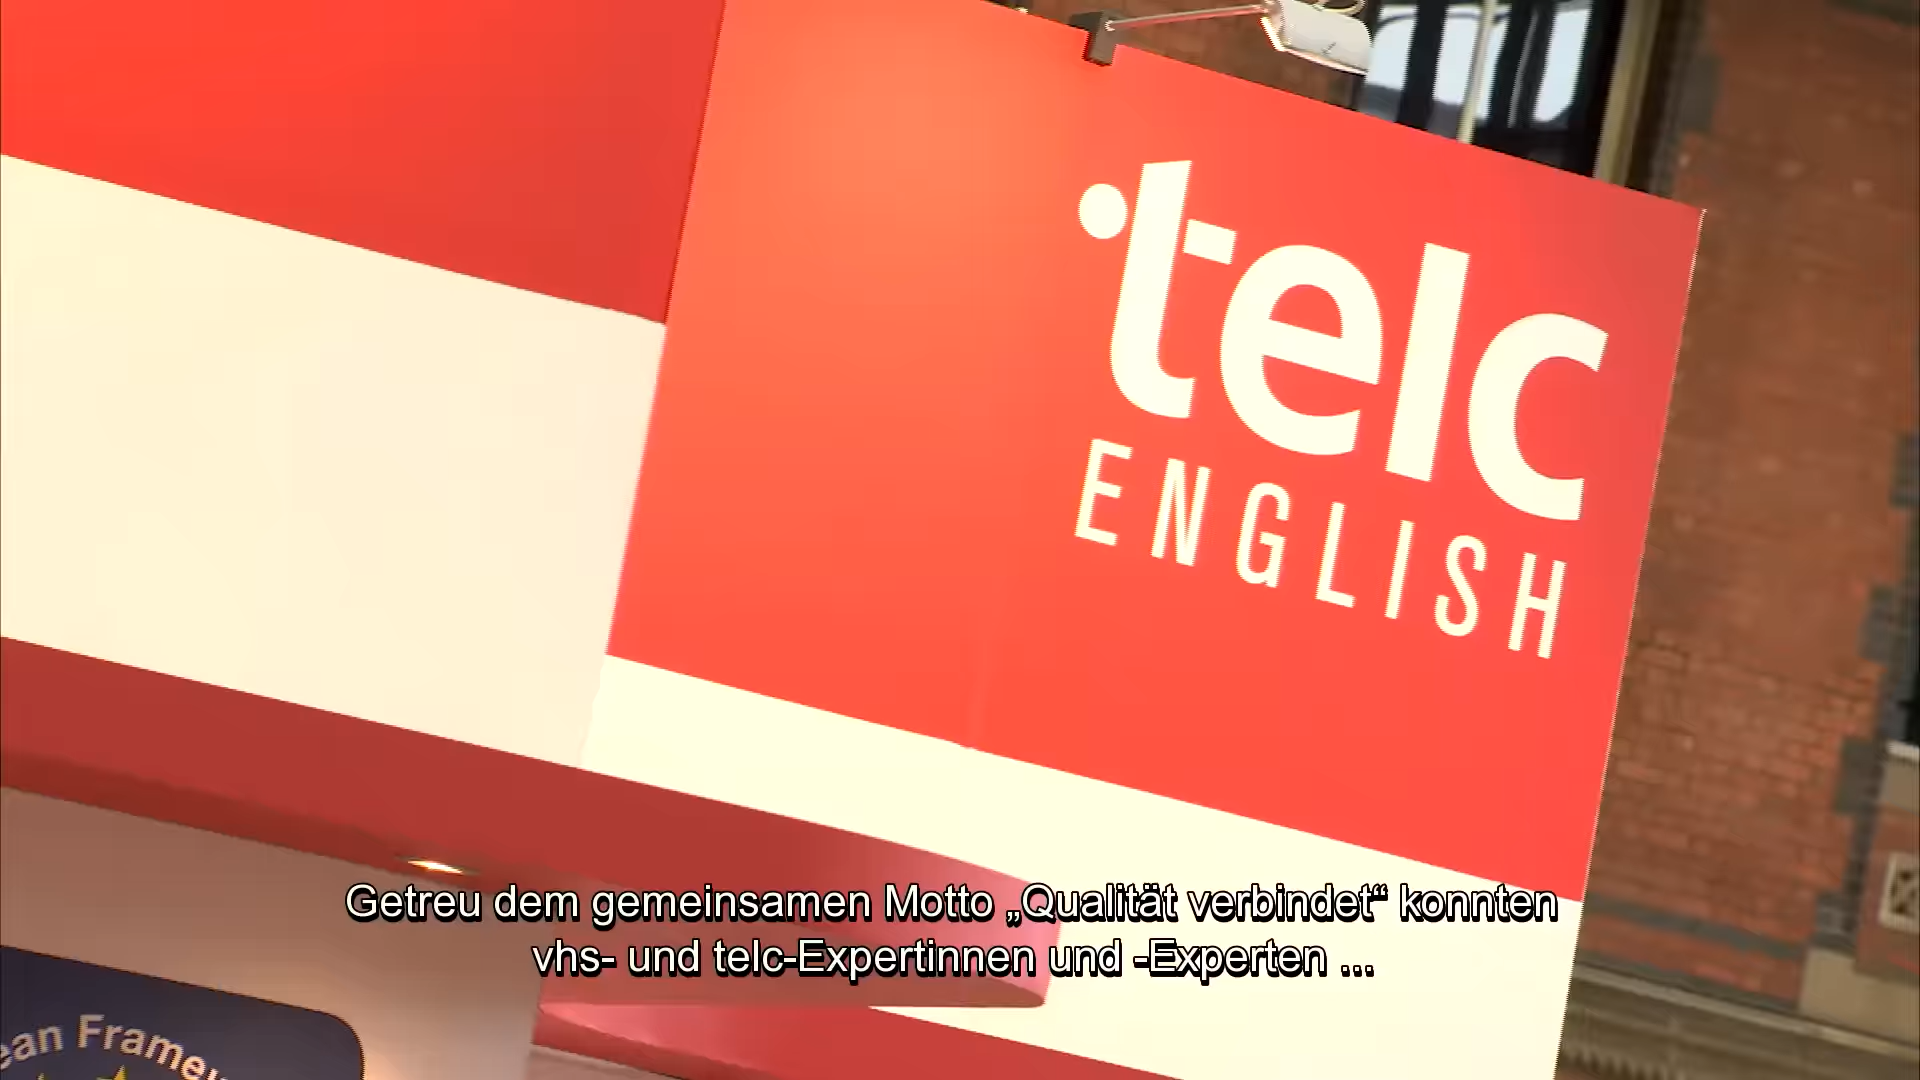 telc
ENGLISH
Getreu dem gemeinsamen Motto „Qualität verbindet“ konnten
vhs- und telc-Expertinnen und -Experten ...